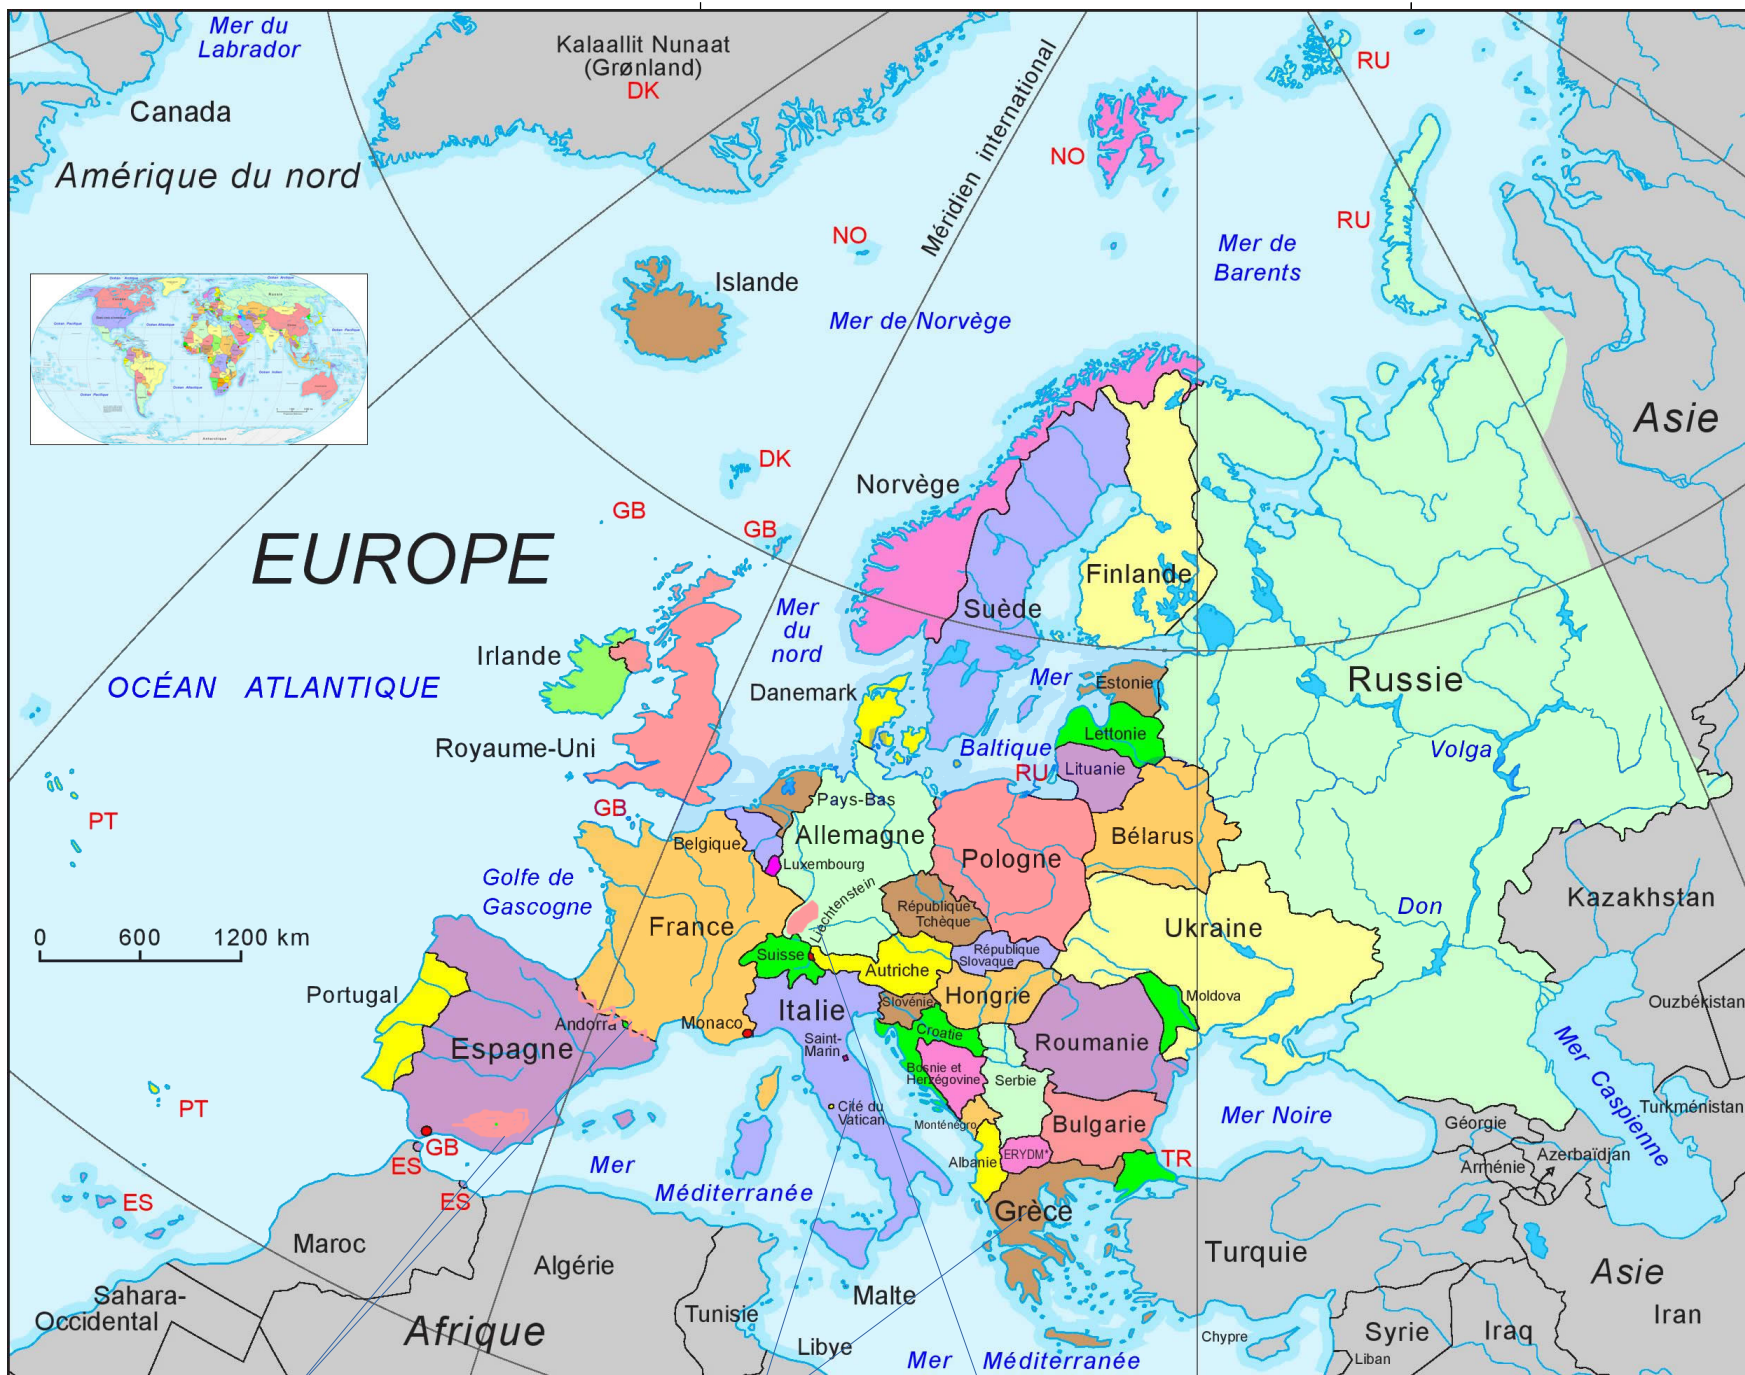 Mer du
Labrador
Kalaallit Nunaat
(Grønland)
DK
Canada
Amérique du nord
Méridien international
RU
NO
RU
NO
Islande
Mer de
Barents
Mer de Norvège
Asie
DK
Norvège
GB
GB
EUROPE
Finlande
Suède
Mer
du
nord
Irlande
OCÉAN ATLANTIQUE
Danemark
Mer
Baltique
Estonie
Russie
Lettonie
Royaume-Uni
Volga
RU
Lituanie
PT
GB
Pays-Bas
Allemagne
Belgique
Bélarus
Pologne
Luxembourg
Golfe de
Gascogne
Liechtenstein
République
Tchèque
Kazakhstan
Don
France
Ukraine
0 600 1200 km
Suisse
République
Slovaque
Autriche
Portugal
Italie
Slovénie
Hongrie
Moldova
Ouzbékistan
Andorra
Monaco
Espagne
Saint-
Marin
Croatie
Roumanie
Mer Caspienne
Bosnie et
Herzégovine
Serbie
PT
Cité du
Vatican
Monténégro
Bulgarie
Mer Noire
Géorgie
Turkménistan
GB
ES
Albanie
ERYDM*
TR
Arménie
Azerbaïdjan
Mer
Méditerranée
ES
ES
Grèce
Maroc
Algérie
Turquie
Asie
Sahara-
Occidental
Malte
Tunisie
Afrique
Libye
Iran
Chypre
Syrie
Iraq
Liban
Mer Méditerranée